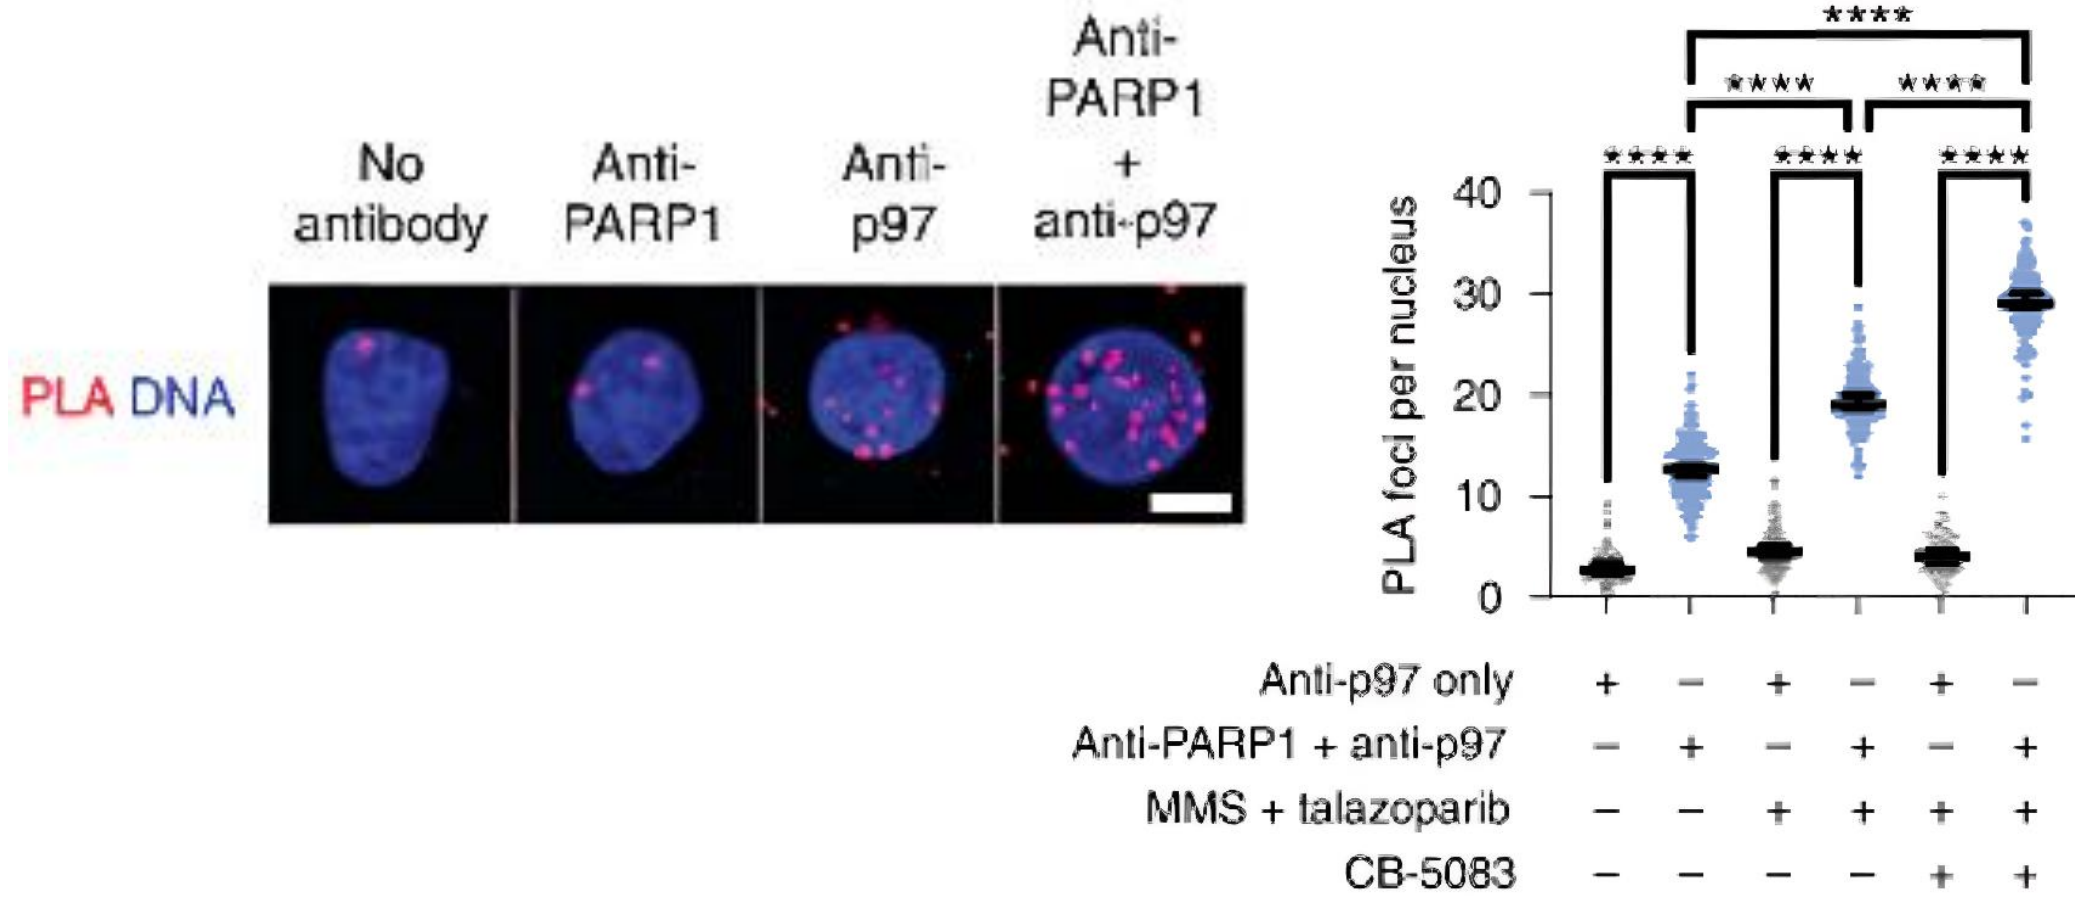 No
antibody
Anti-
PARP1
Anti-
p97
Anti-
PARP1
+
anti-p97
PLA DNA
****
**** ****
**** **** ****
PLA foci per nucleus
40
30
20
10
0
Anti-p97 only + − + − + −
Anti-PARP1 + anti-p97 − + − + − +
MMS + talazoparib − − + + + +
CB-5083 − − − − + +